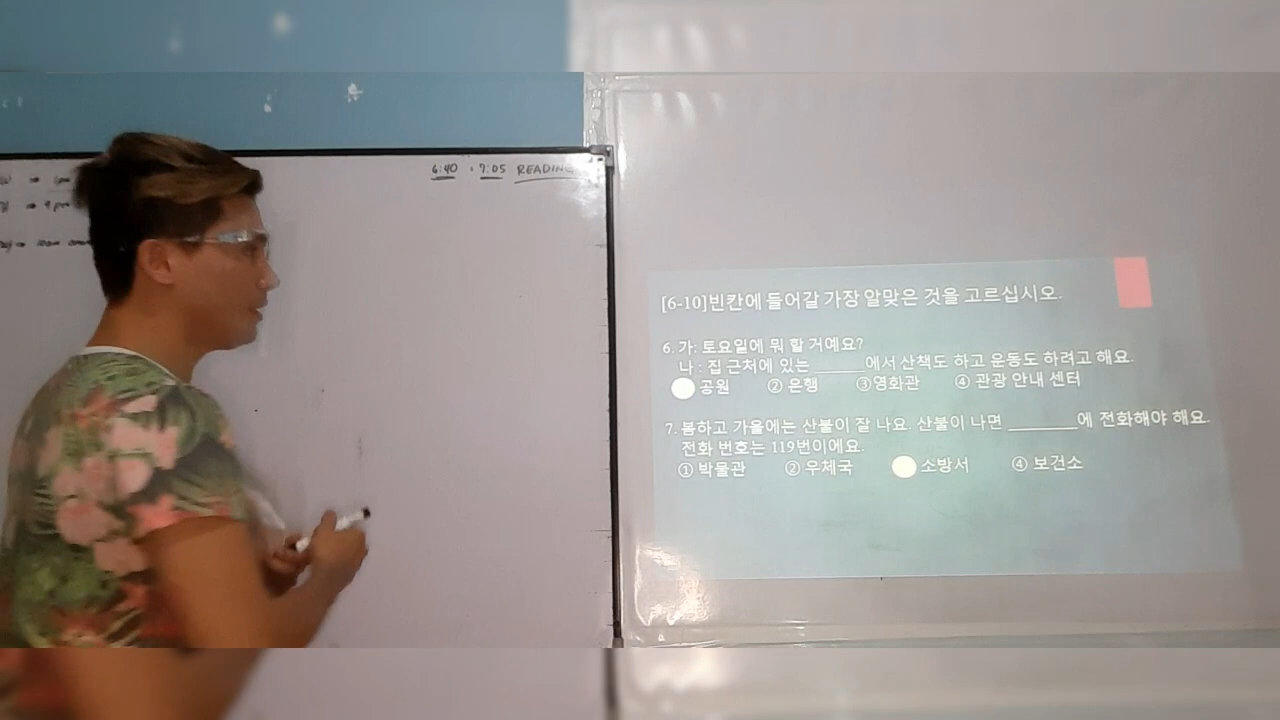 6:40 . 7:05 READING
→ 9 pm
[6-10]빈칸에 들어갈 가장 알맞은 것을 고르십시오.
6. 가: 토요일에 뭐 할 거예요?
나 : 집 근처에 있는 ______에서 산책도 하고 운동도 하려고 해요.
공원 ② 은행 ③영화관 ④ 관광 안내 센터
7. 봄하고 가을에는 산불이 잘 나요. 산불이 나면 ________에 전화해야 해요.
전화 번호는 119번이에요.
① 박물관 ② 우체국 소방서 ④ 보건소